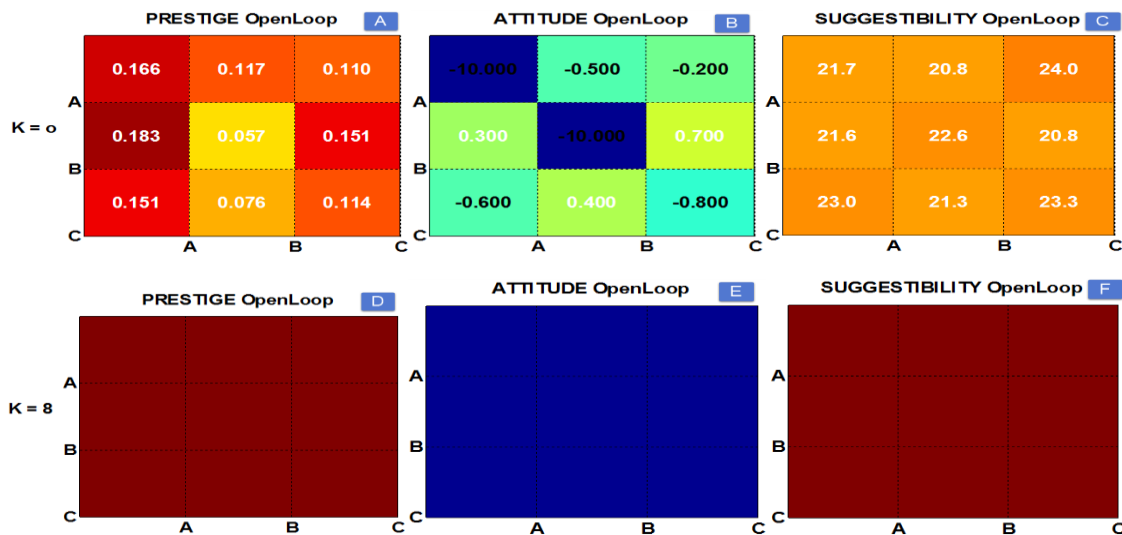 PRESTIGE OpenLoop A
ATTITUDE OpenLoop B
SUGGESTIBILITY OpenLoop C
K = o
0.166 0.117 0.110
A
0.183 0.057 0.151
B
0.151 0.076 0.114
C
A B C
-10.000 -0.500 -0.200
A
0.300 -10.000 0.700
B
-0.600 0.400 -0.800
C
A B C
21.7 20.8 24.0
A
21.6 22.6 20.8
B
23.0 21.3 23.3
C
A B C
PRESTIGE OpenLoop D
ATTITUDE OpenLoop E
SUGGESTIBILITY OpenLoop F
K = 8
A
B
C
A B C
A
B
C
A B C
A
B
C
A B C